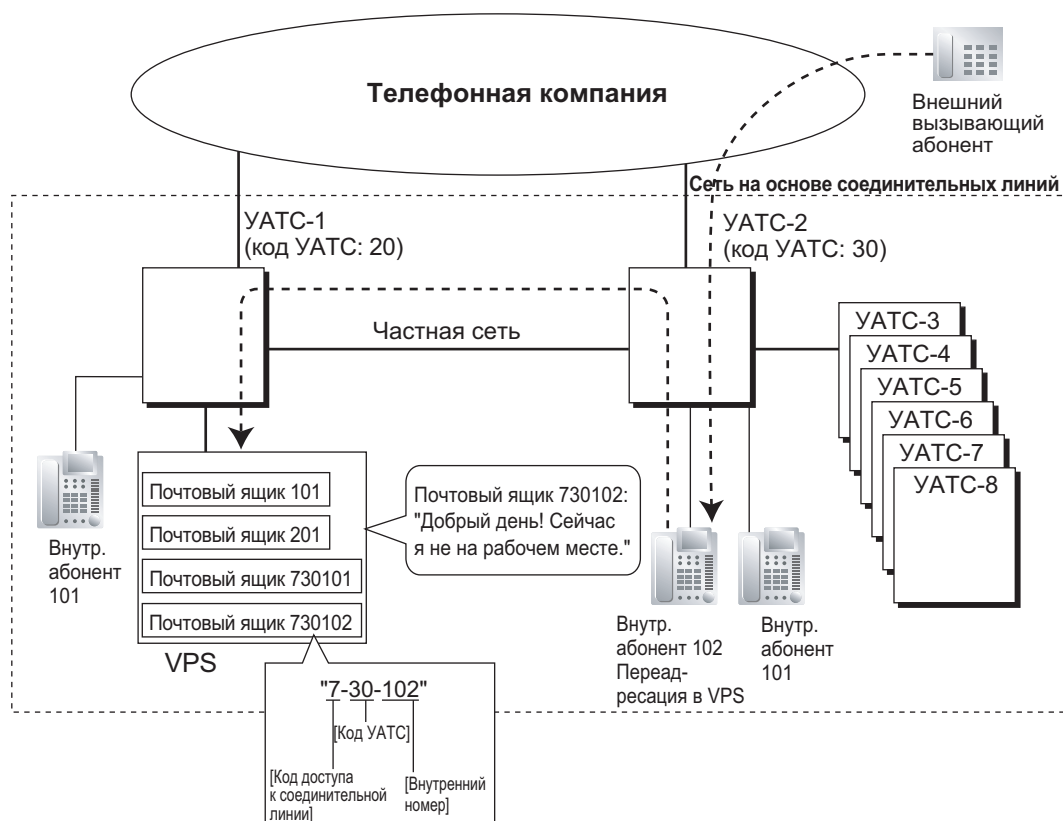 Телефонная компания
Внешний
вызывающий
абонент
Сеть на основе соединительных линий
УАТС-1
(код УАТС: 20)
УАТС-2
(код УАТС: 30)
Частная сеть
УАТС-3
УАТС-4
УАТС-5
УАТС-6
УАТС-7
УАТС-8
Внутр.
абонент
101
Почтовый ящик 101
Почтовый ящик 201
Почтовый ящик 730101
Почтовый ящик 730102
VPS
Почтовый ящик 730102:
"Добрый день! Сейчас
я не на рабочем месте."
Внутр.
абонент 102
Переад-
ресация в VPS
Внутр.
абонент
101
"7-30-102"
[Код УАТС]
[Код доступа
к соединительной
линии]
[Внутренний
номер]